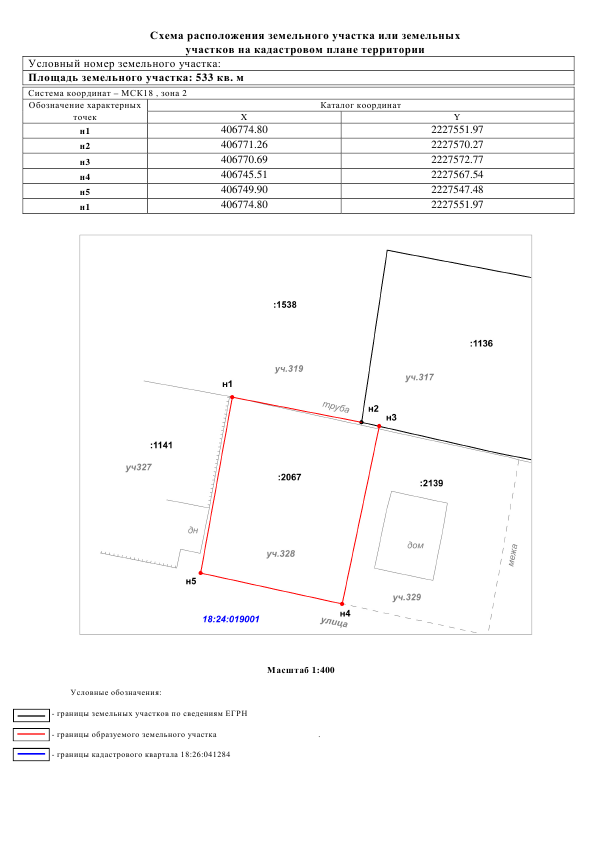 Схема расположения земельного участка или земельных
участков на кадастровом плане территории
Условный номер земельного участка:
Площадь земельного участка: 533 кв. м
Система координат – МСК18 , зона 2
Обозначение характерных точек Каталог координат
X Y
н1 406774.80 2227551.97
н2 406771.26 2227570.27
н3 406770.69 2227572.77
н4 406745.51 2227567.54
н5 406749.90 2227547.48
н1 406774.80 2227551.97
:1538
:1136
уч.319
уч.317
н1
труба
н2
н3
:1141
уч327
:2067
:2139
дн
дом
межа
уч.328
н5
уч.329
н4
18:24:019001
улица
Масштаб 1:400
Условные обозначения:
- границы земельных участков по сведениям ЕГРН
- границы образуемого земельного участка .
- границы кадастрового квартала 18:26:041284